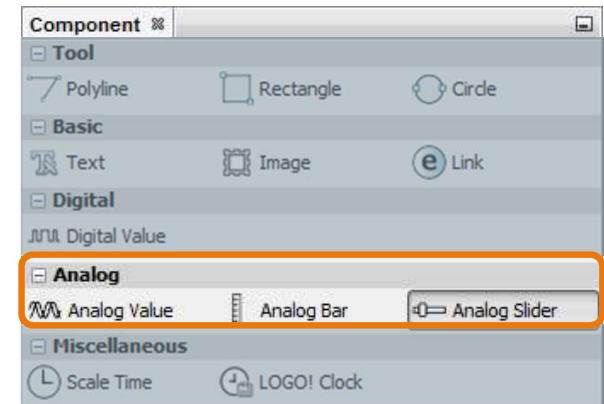 Component
Tool
Polyline Rectangle Circle
Basic
Text Image Link
Digital
Digital Value
Analog
Analog Value Analog Bar Analog Slider
Miscellaneous
Scale Time LOGO! Clock